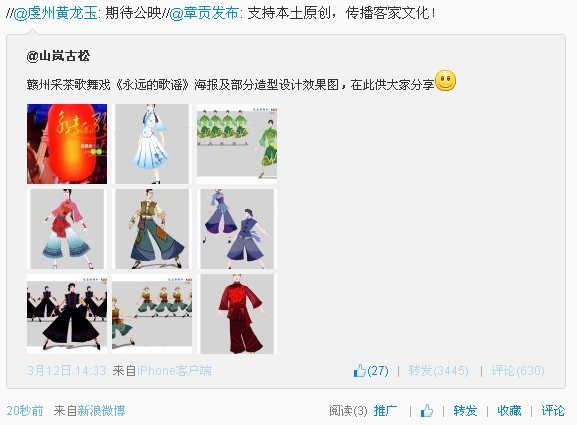 //@虔州黄龙玉: 期待公映//@章贡发布: 支持本土原创，传播客家文化！
@山岚古松
赣州采茶歌舞戏《永远的歌谣》海报及部分造型设计效果图，在此供大家分享
3月12日 14:33 来自iPhone客户端
(27) | 转发(3445) | 评论(630)
20秒前 来自新浪微博
阅读(3) 推广 | | 转发 | 收藏 | 评论